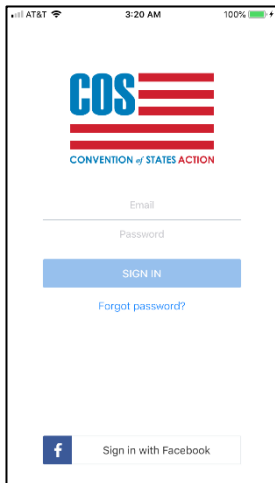 AT&T 3:20 AM 100%
COS
CONVENTION of STATES ACTION
Email
Password
SIGN IN
Forgot password?
f Sign in with Facebook